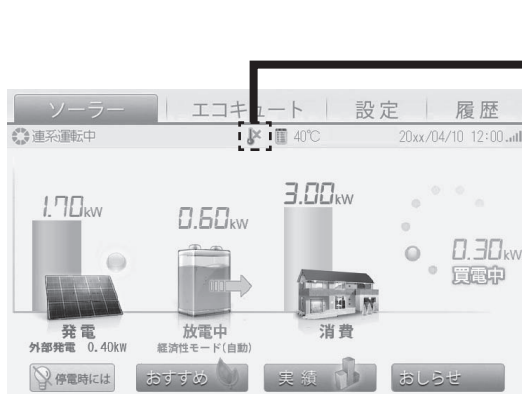 ソーラー エコキュート 設定 履歴
連系運転中 40℃ 20xx/04/10 12:00
1.70kW 0.60kW 3.00kW 0.30kW
買電中
発電 放電中 消費
外部発電 0.40kW 経済性モード(自動)
停電時には おすすめ 実績 おしらせ